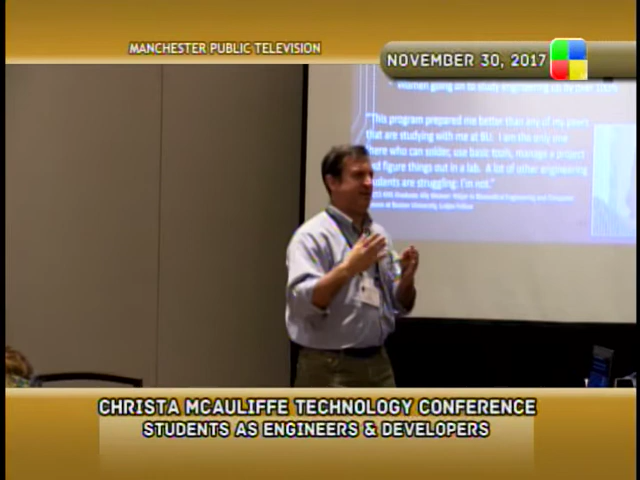 MANCHESTER PUBLIC TELEVISION
NOVEMBER 30, 2017
women going on to study engineering up by over
"This program prepared me better than any of my peers
that are studying with me at BU. I am the only one
there who can solder, use basic tools, manage a project
and figure things out in a lab. A lot of other engineering
students are struggling: I'm not."
CHRISTA MCAULIFFE TECHNOLOGY CONFERENCE
STUDENTS AS ENGINEERS & DEVELOPERS